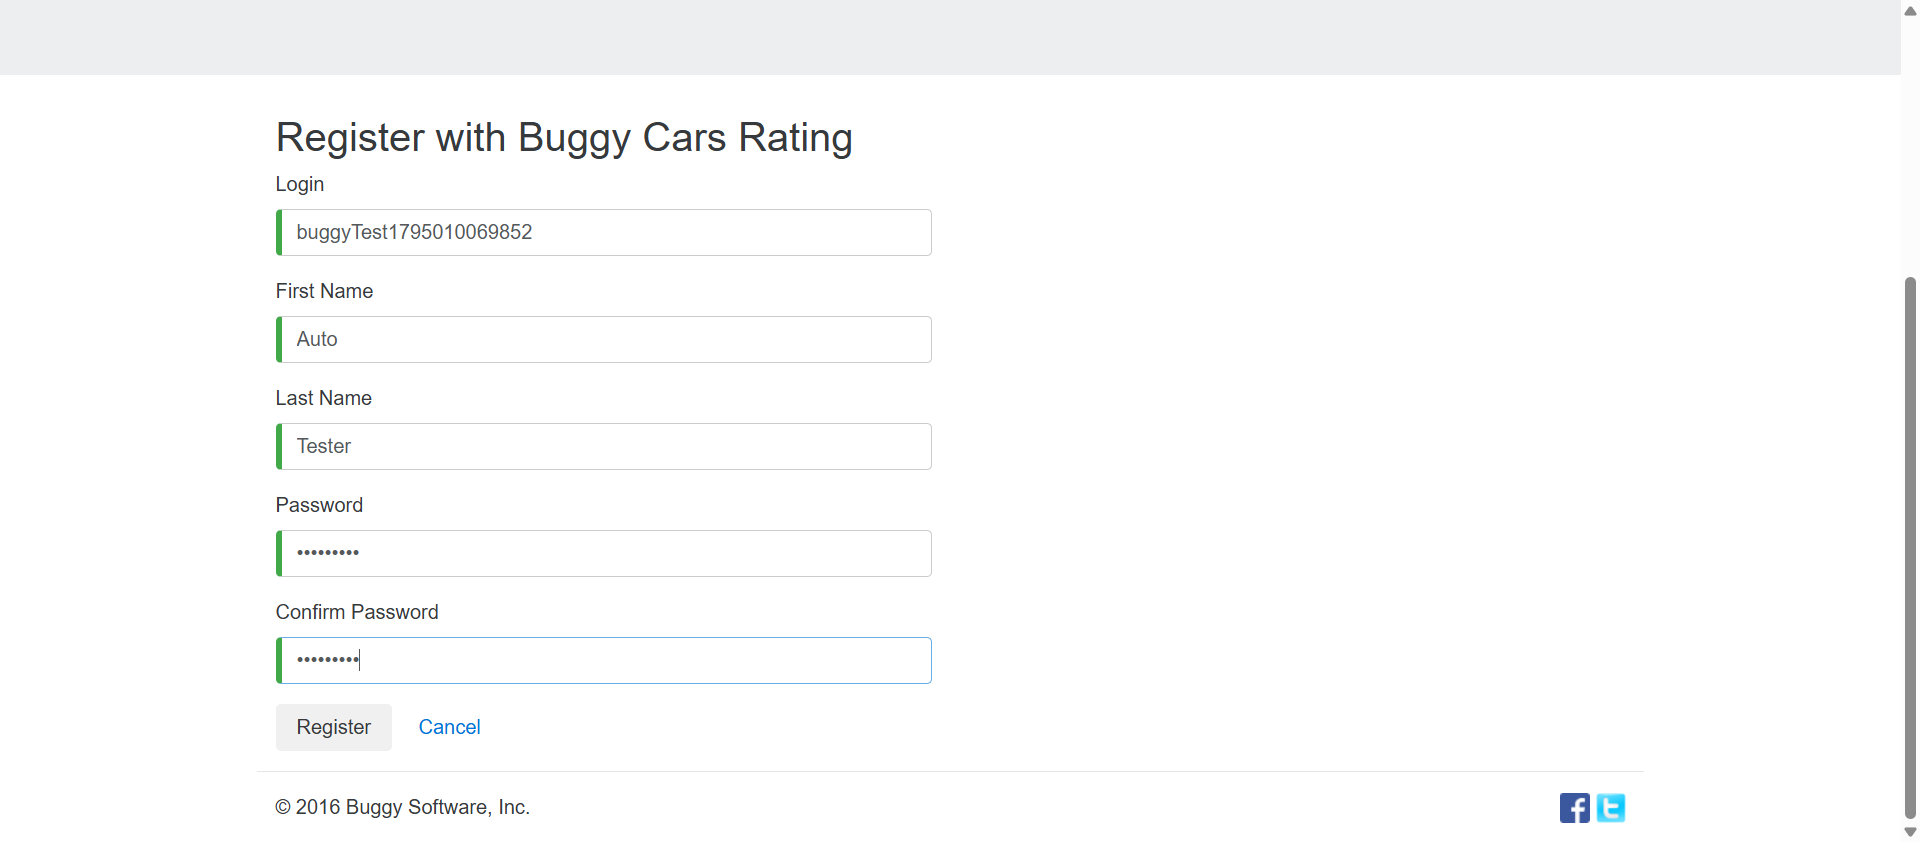 Register with Buggy Cars Rating
Login
buggyTest1795010069852
First Name
Auto
Last Name
Tester
Password
•••••••••
Confirm Password
•••••••••
Register Cancel
© 2016 Buggy Software, Inc.